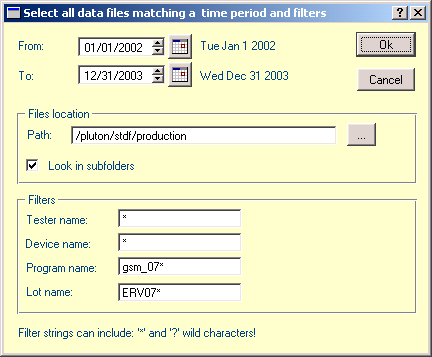 Select all data files matching a time period and filters
From: 01/01/2002 Tue Jan 1 2002 Ok
To: 12/31/2003 Wed Dec 31 2003 Cancel
Files location
Path: /pluton/stdf/production ...
Look in subfolders
Filters
Tester name: *
Device name: *
Program name: gsm_07*
Lot name: ERV07*
Filter strings can include: '*' and '?' wild characters!